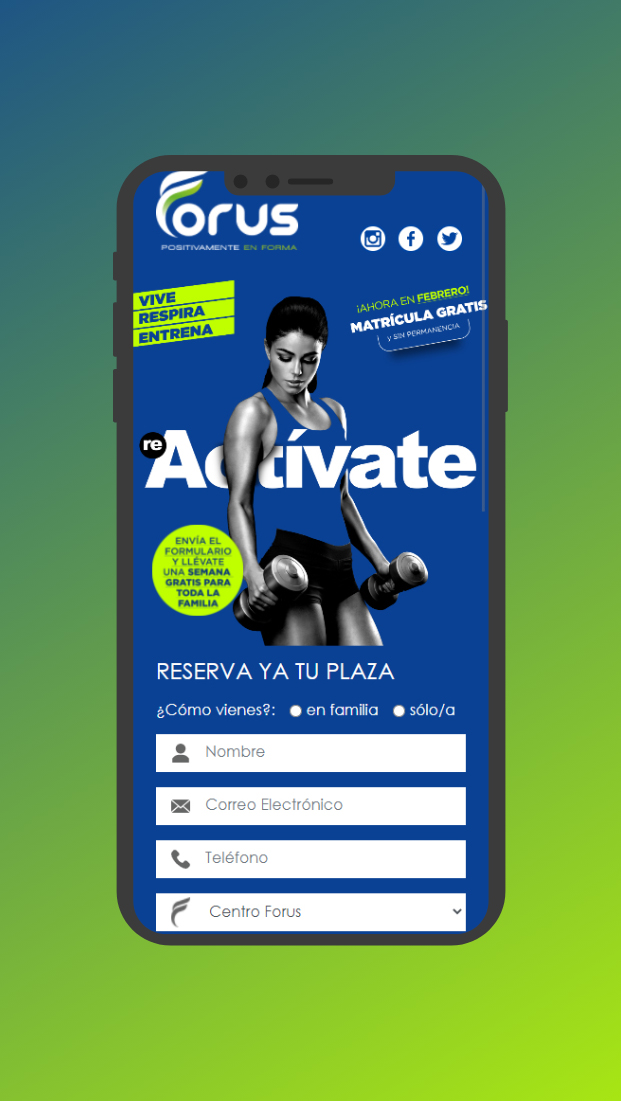 Forus
POSITIVAMENTE EN FORMA
VIVE
RESPIRA
ENTRENA
¡AHORA EN FEBRERO!
MATRÍCULA GRATIS
y SIN PERMANENCIA
re
Actívate
ENVÍA EL
FORMULARIO
Y LLÉVATE
UNA SEMANA
GRATIS PARA
TODA LA
FAMILIA
RESERVA YA TU PLAZA
¿Cómo vienes?: en familia sólo/a
Nombre
Correo Electrónico
Teléfono
Centro Forus